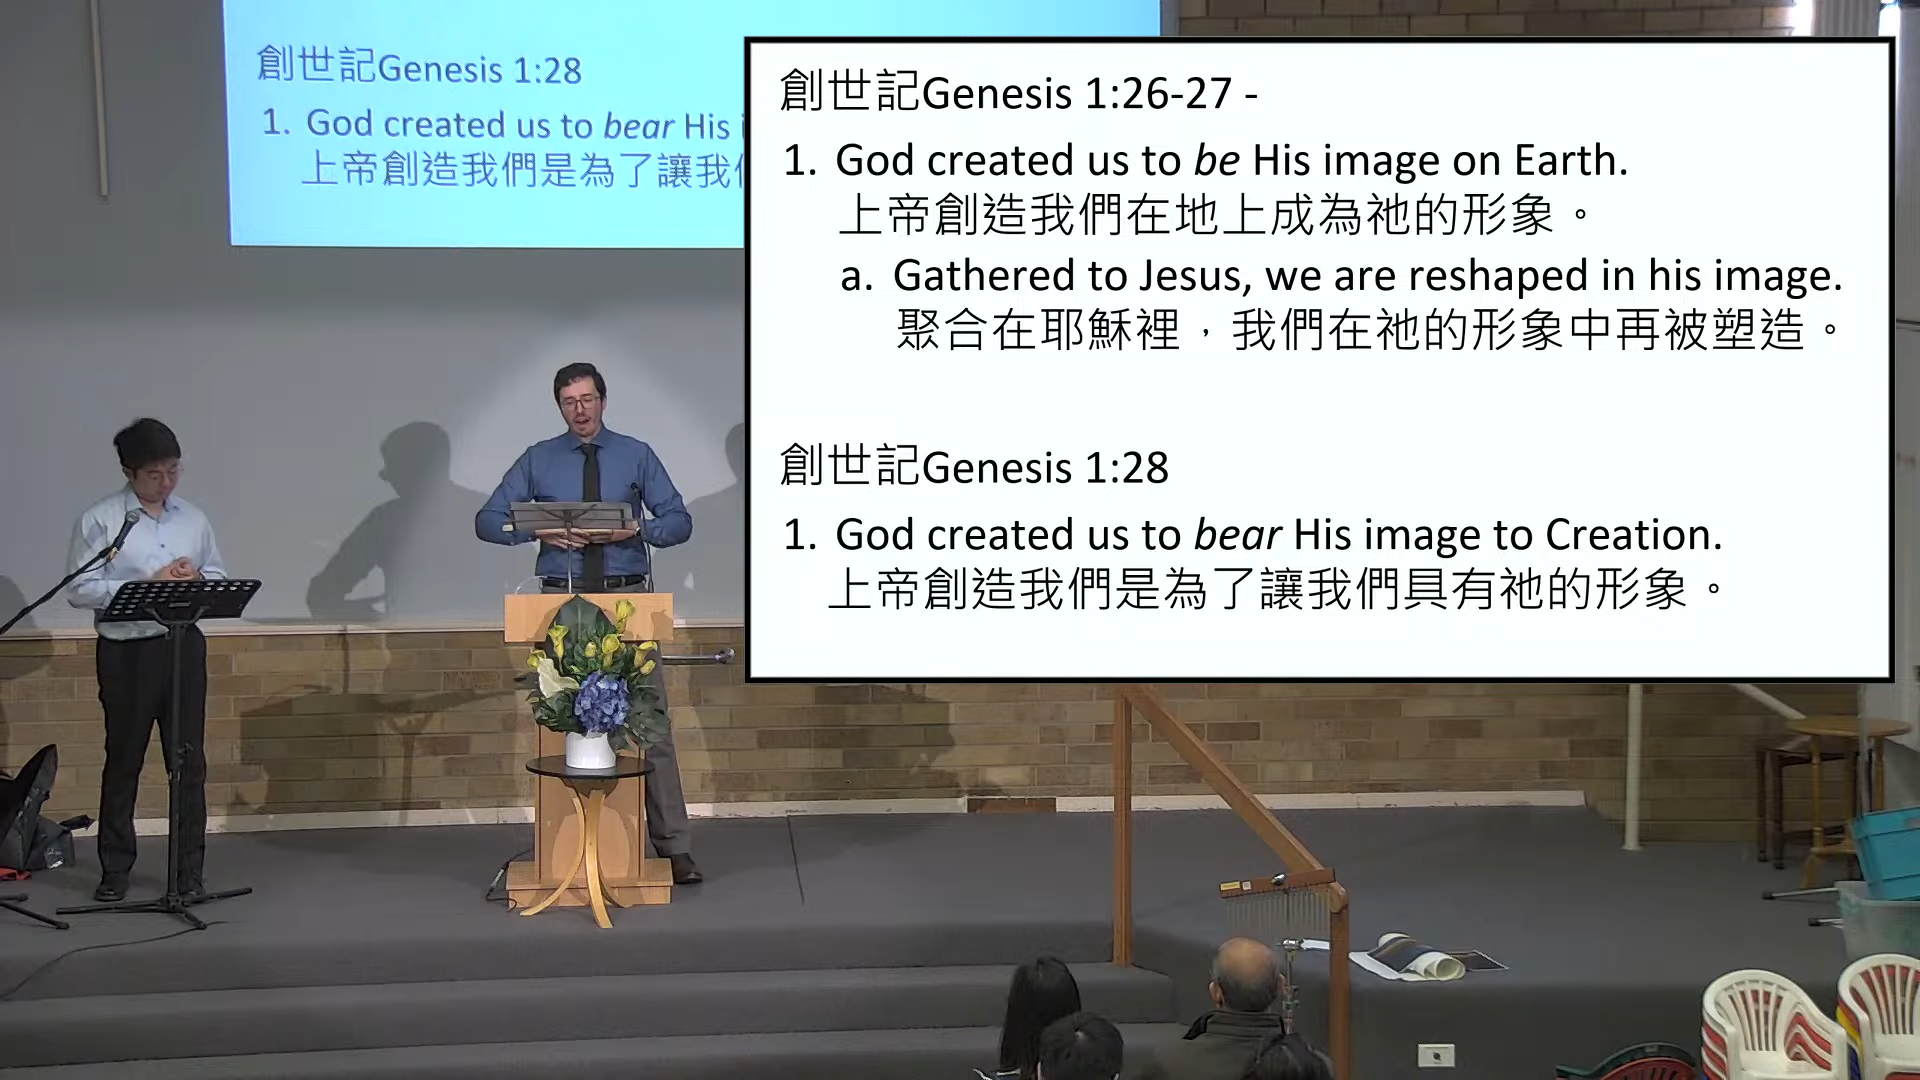 創世記Genesis 1:28
1. God created us to bear His
上帝創造我們是為了讓我們
創世記Genesis 1:26-27 -
1. God created us to be His image on Earth.
上帝創造我們在地上成為祂的形象。
a. Gathered to Jesus, we are reshaped in his image.
聚合在耶穌裡，我們在祂的形象中再被塑造。
創世記Genesis 1:28
1. God created us to bear His image to Creation.
上帝創造我們是為了讓我們具有祂的形象。